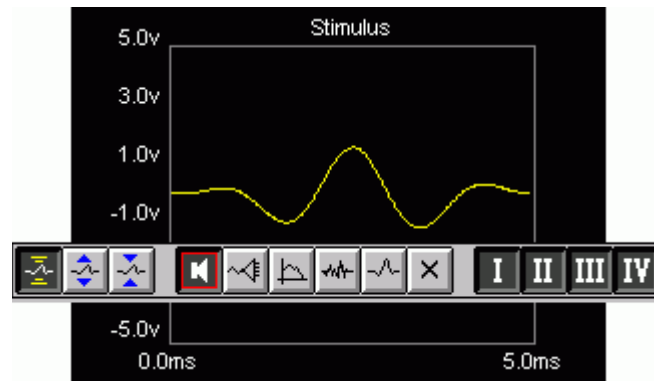 Stimulus
5.0v
3.0v
1.0v
-1.0v
I II III IV
-5.0v
0.0ms 5.0ms